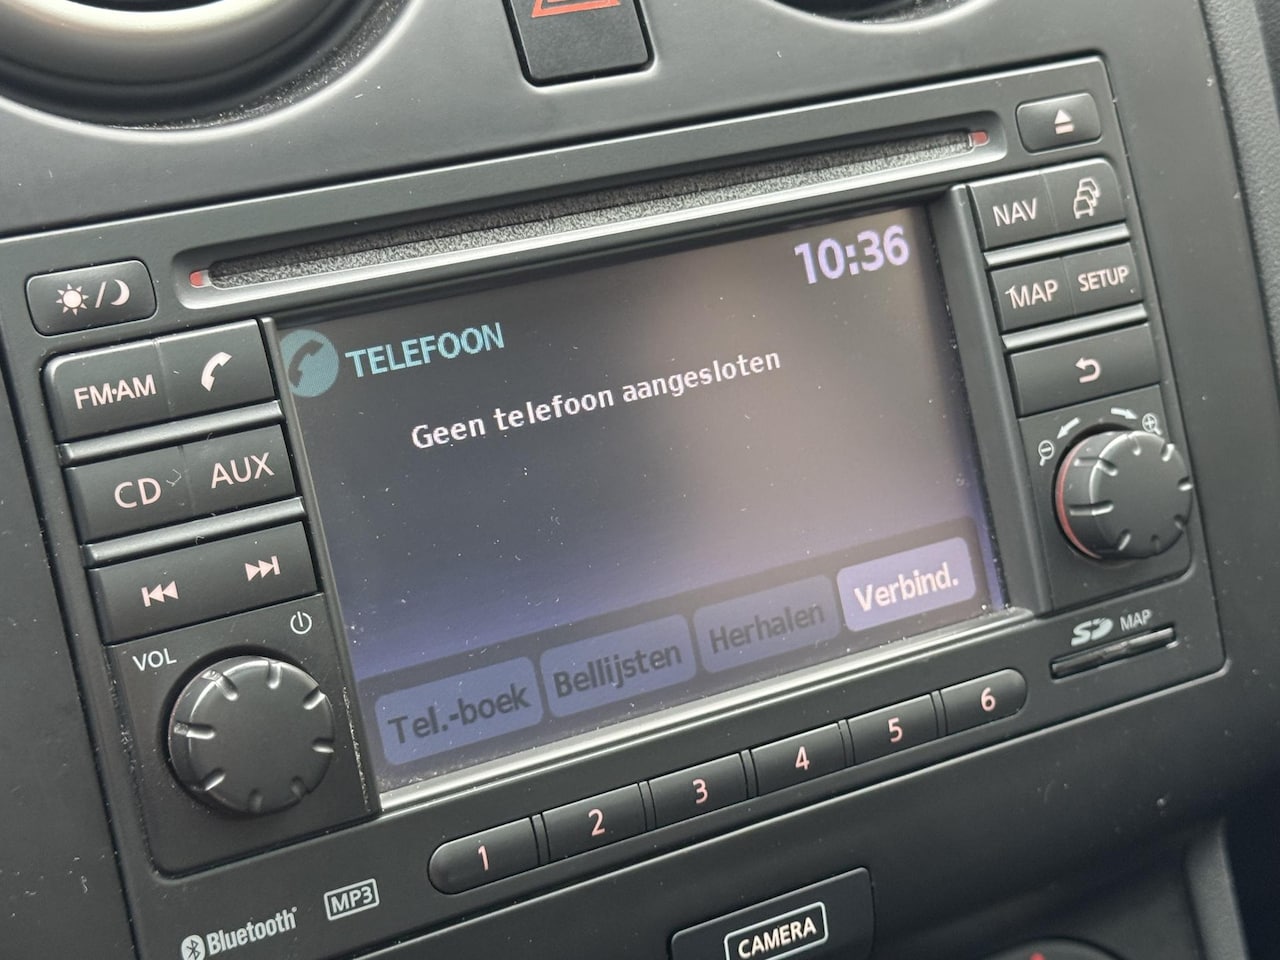 10:36
TELEFOON
Geen telefoon aangesloten
Tel.-boek Bellijsten Herhalen Verbind.
FM·AM
CD AUX
VOL
NAV
MAP SETUP
SD MAP
1 2 3 4 5 6
Bluetooth MP3
CAMERA